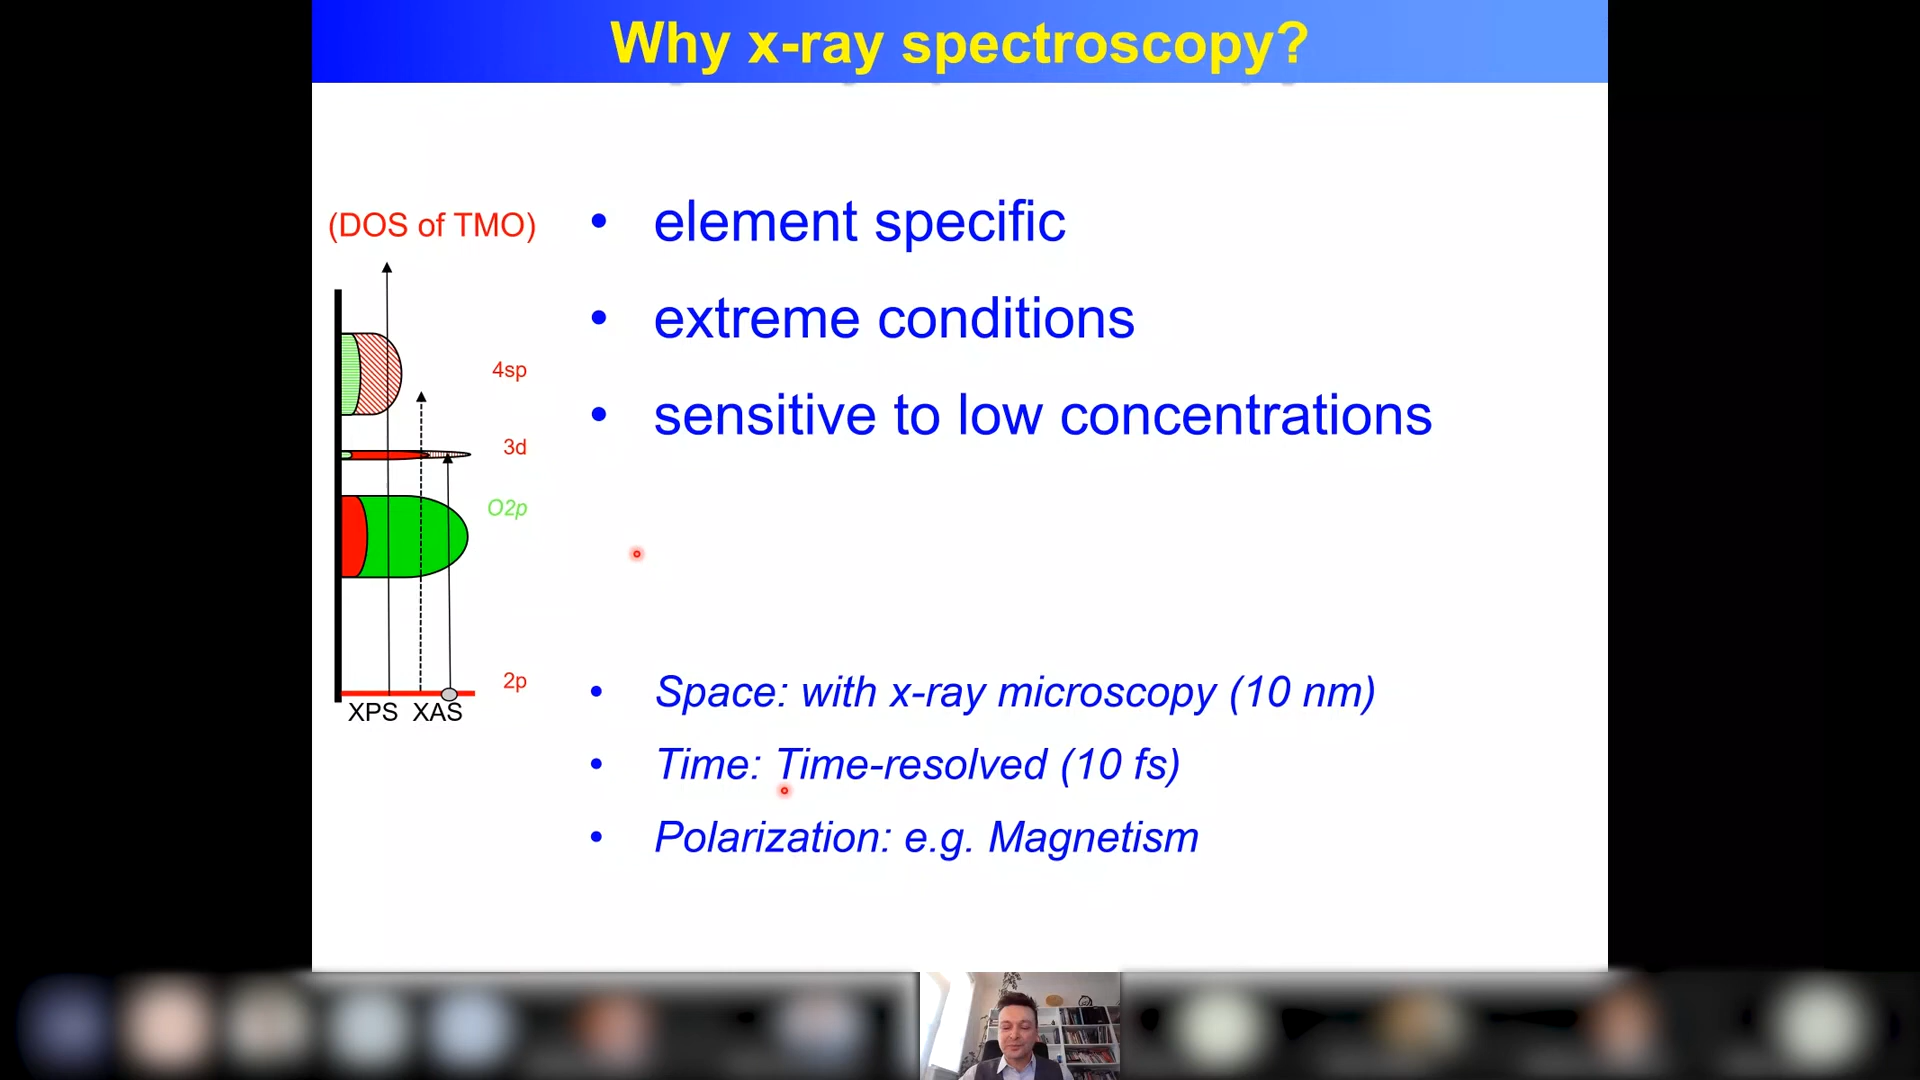 Why x-ray spectroscopy?
(DOS of TMO)
• element specific
• extreme conditions
• sensitive to low concentrations
4sp
3d
O2p
2p
XPS XAS
• Space: with x-ray microscopy (10 nm)
• Time: Time-resolved (10 fs)
• Polarization: e.g. Magnetism